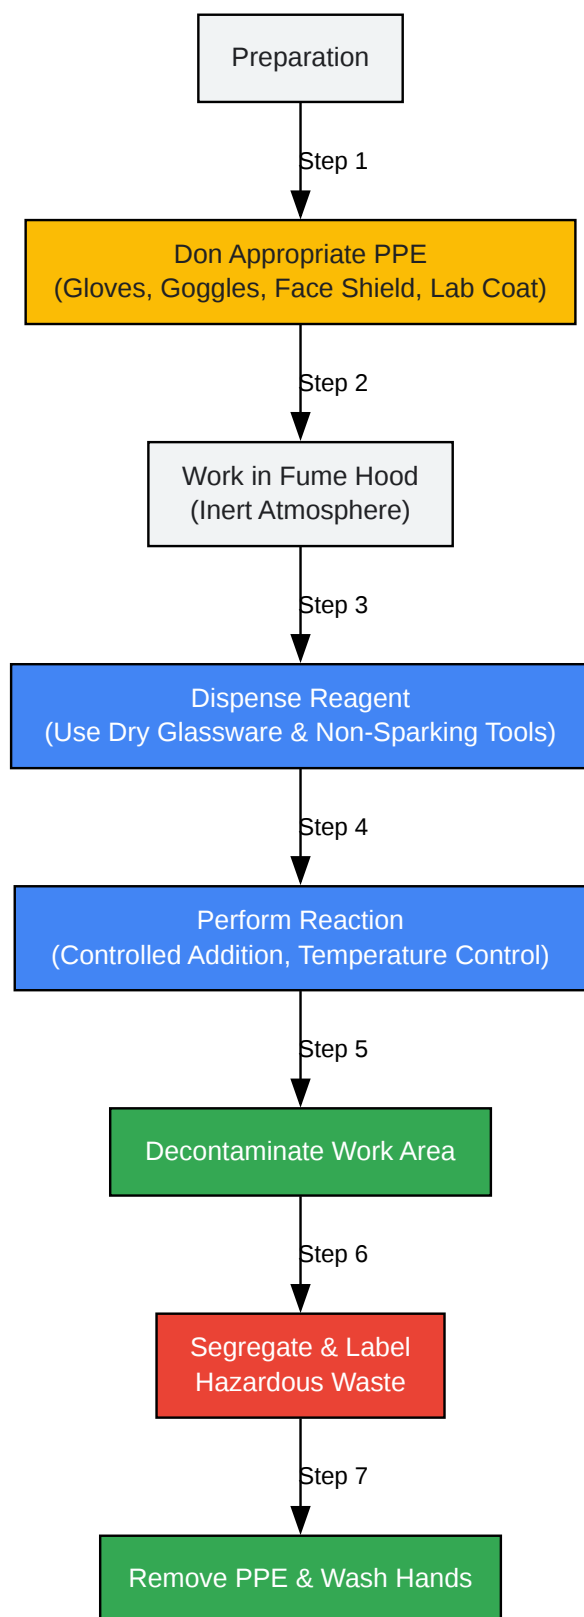 Preparation
Step 1
Don Appropriate PPE
(Gloves, Goggles, Face Shield, Lab Coat)
Step 2
Work in Fume Hood
(Inert Atmosphere)
Step 3
Dispense Reagent
(Use Dry Glassware & Non-Sparking Tools)
Step 4
Perform Reaction
(Controlled Addition, Temperature Control)
Step 5
Decontaminate Work Area
Step 6
Segregate & Label
Hazardous Waste
Step 7
Remove PPE & Wash Hands